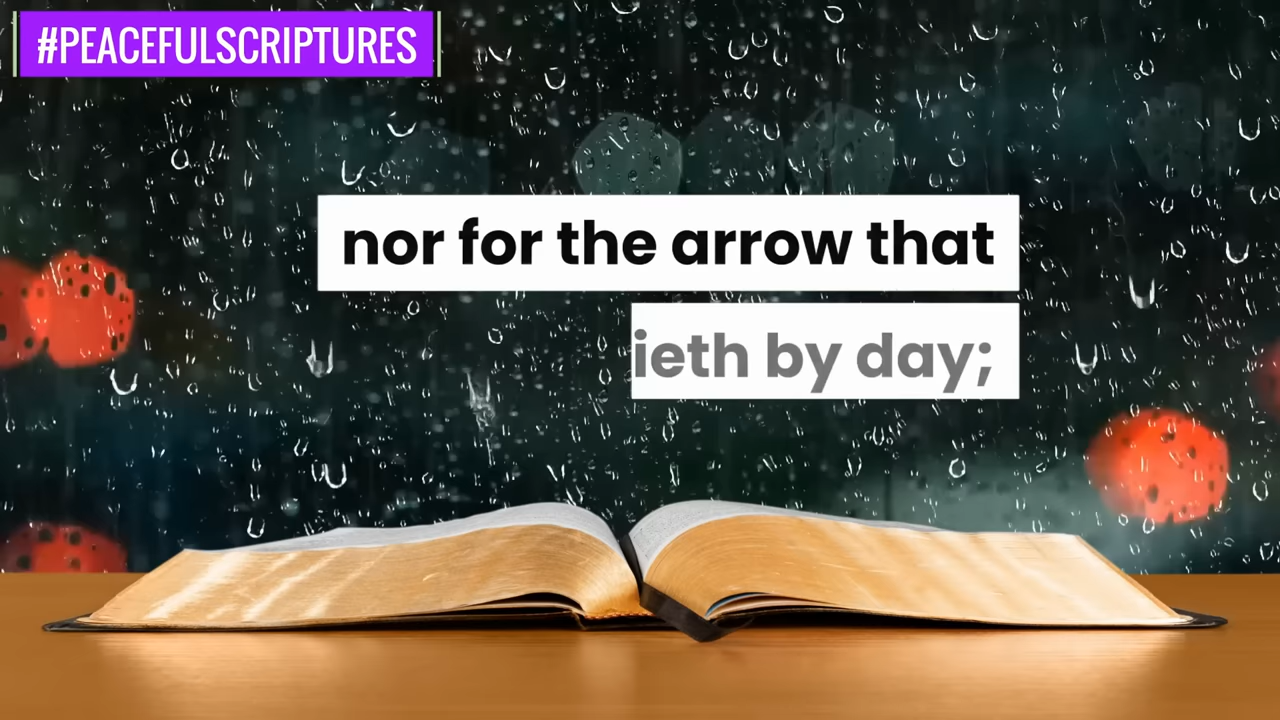 #PEACEFULSCRIPTURES
nor for the arrow that
ieth by day;